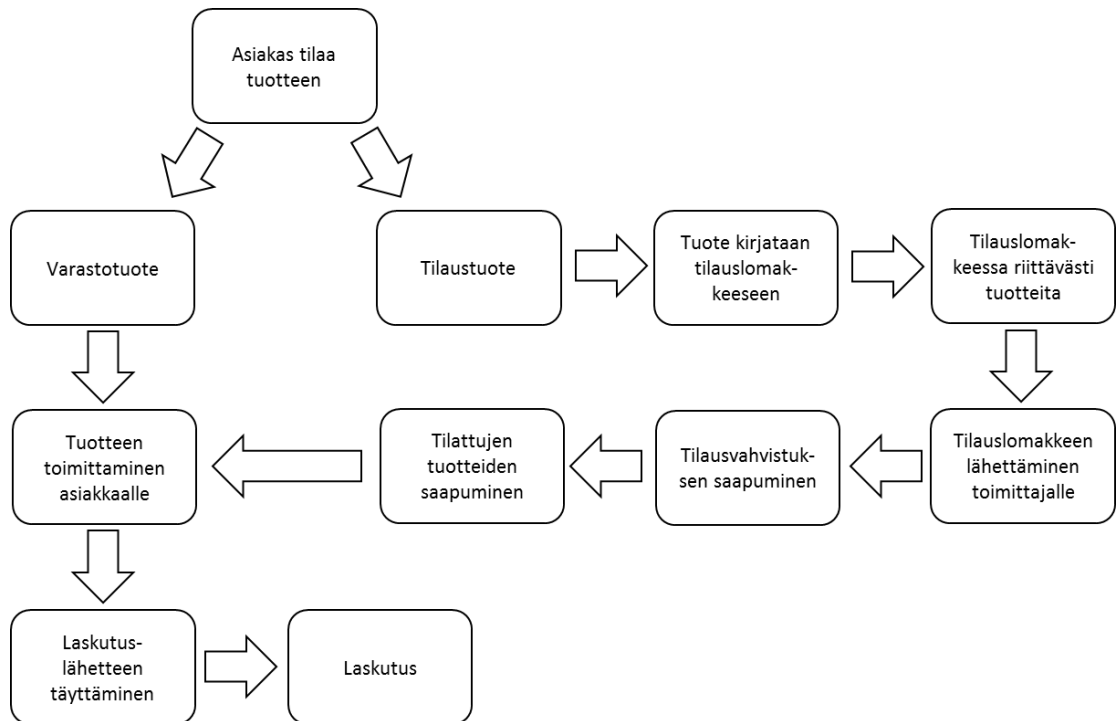 Asiakas tilaa
tuotteen
Varastotuote
Tilaustuote
Tuote kirjataan
tilauslomak-
keeseen
Tilauslomak-
keessa riittävästi
tuotteita
Tuotteen
toimittaminen
asiakkaalle
Tilattujen
tuotteiden
saapuminen
Tilausvahvistuk-
sen saapuminen
Tilauslomakkeen
lähettäminen
toimittajalle
Laskutus-
lähetteen
täyttäminen
Laskutus